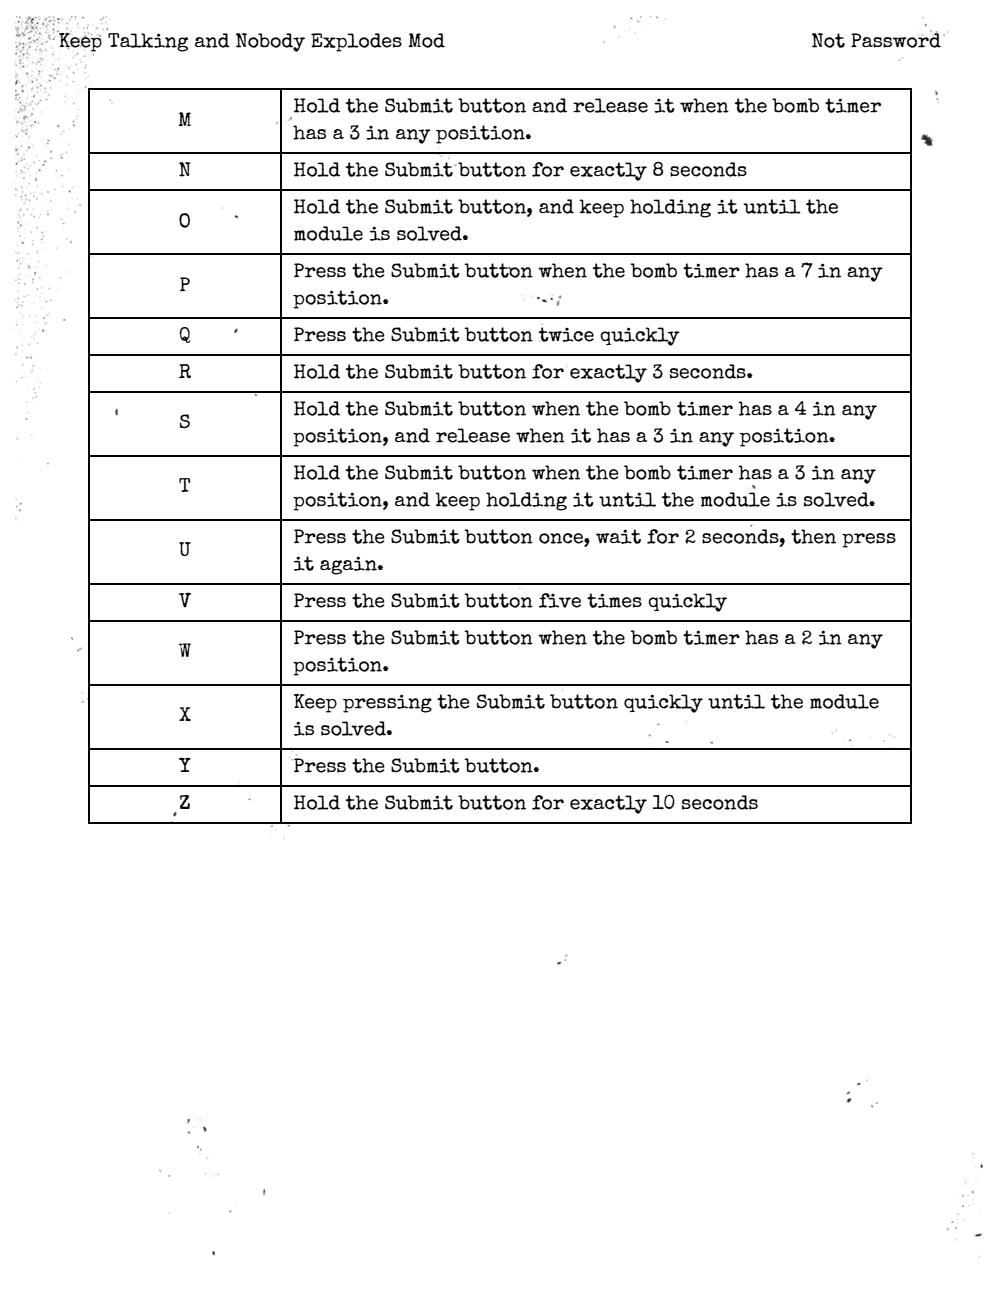 Keep Talking and Nobody Explodes Mod Not Password
M Hold the Submit button and release it when the bomb timer
has a 3 in any position.
N Hold the Submit button for exactly 8 seconds
O Hold the Submit button, and keep holding it until the
module is solved.
P Press the Submit button when the bomb timer has a 7 in any
position.
Q Press the Submit button twice quickly
R Hold the Submit button for exactly 3 seconds.
S Hold the Submit button when the bomb timer has a 4 in any
position, and release when it has a 3 in any position.
T Hold the Submit button when the bomb timer has a 3 in any
position, and keep holding it until the module is solved.
U Press the Submit button once, wait for 2 seconds, then press
it again.
V Press the Submit button five times quickly
W Press the Submit button when the bomb timer has a 2 in any
position.
X Keep pressing the Submit button quickly until the module
is solved.
Y Press the Submit button.
Z Hold the Submit button for exactly 10 seconds